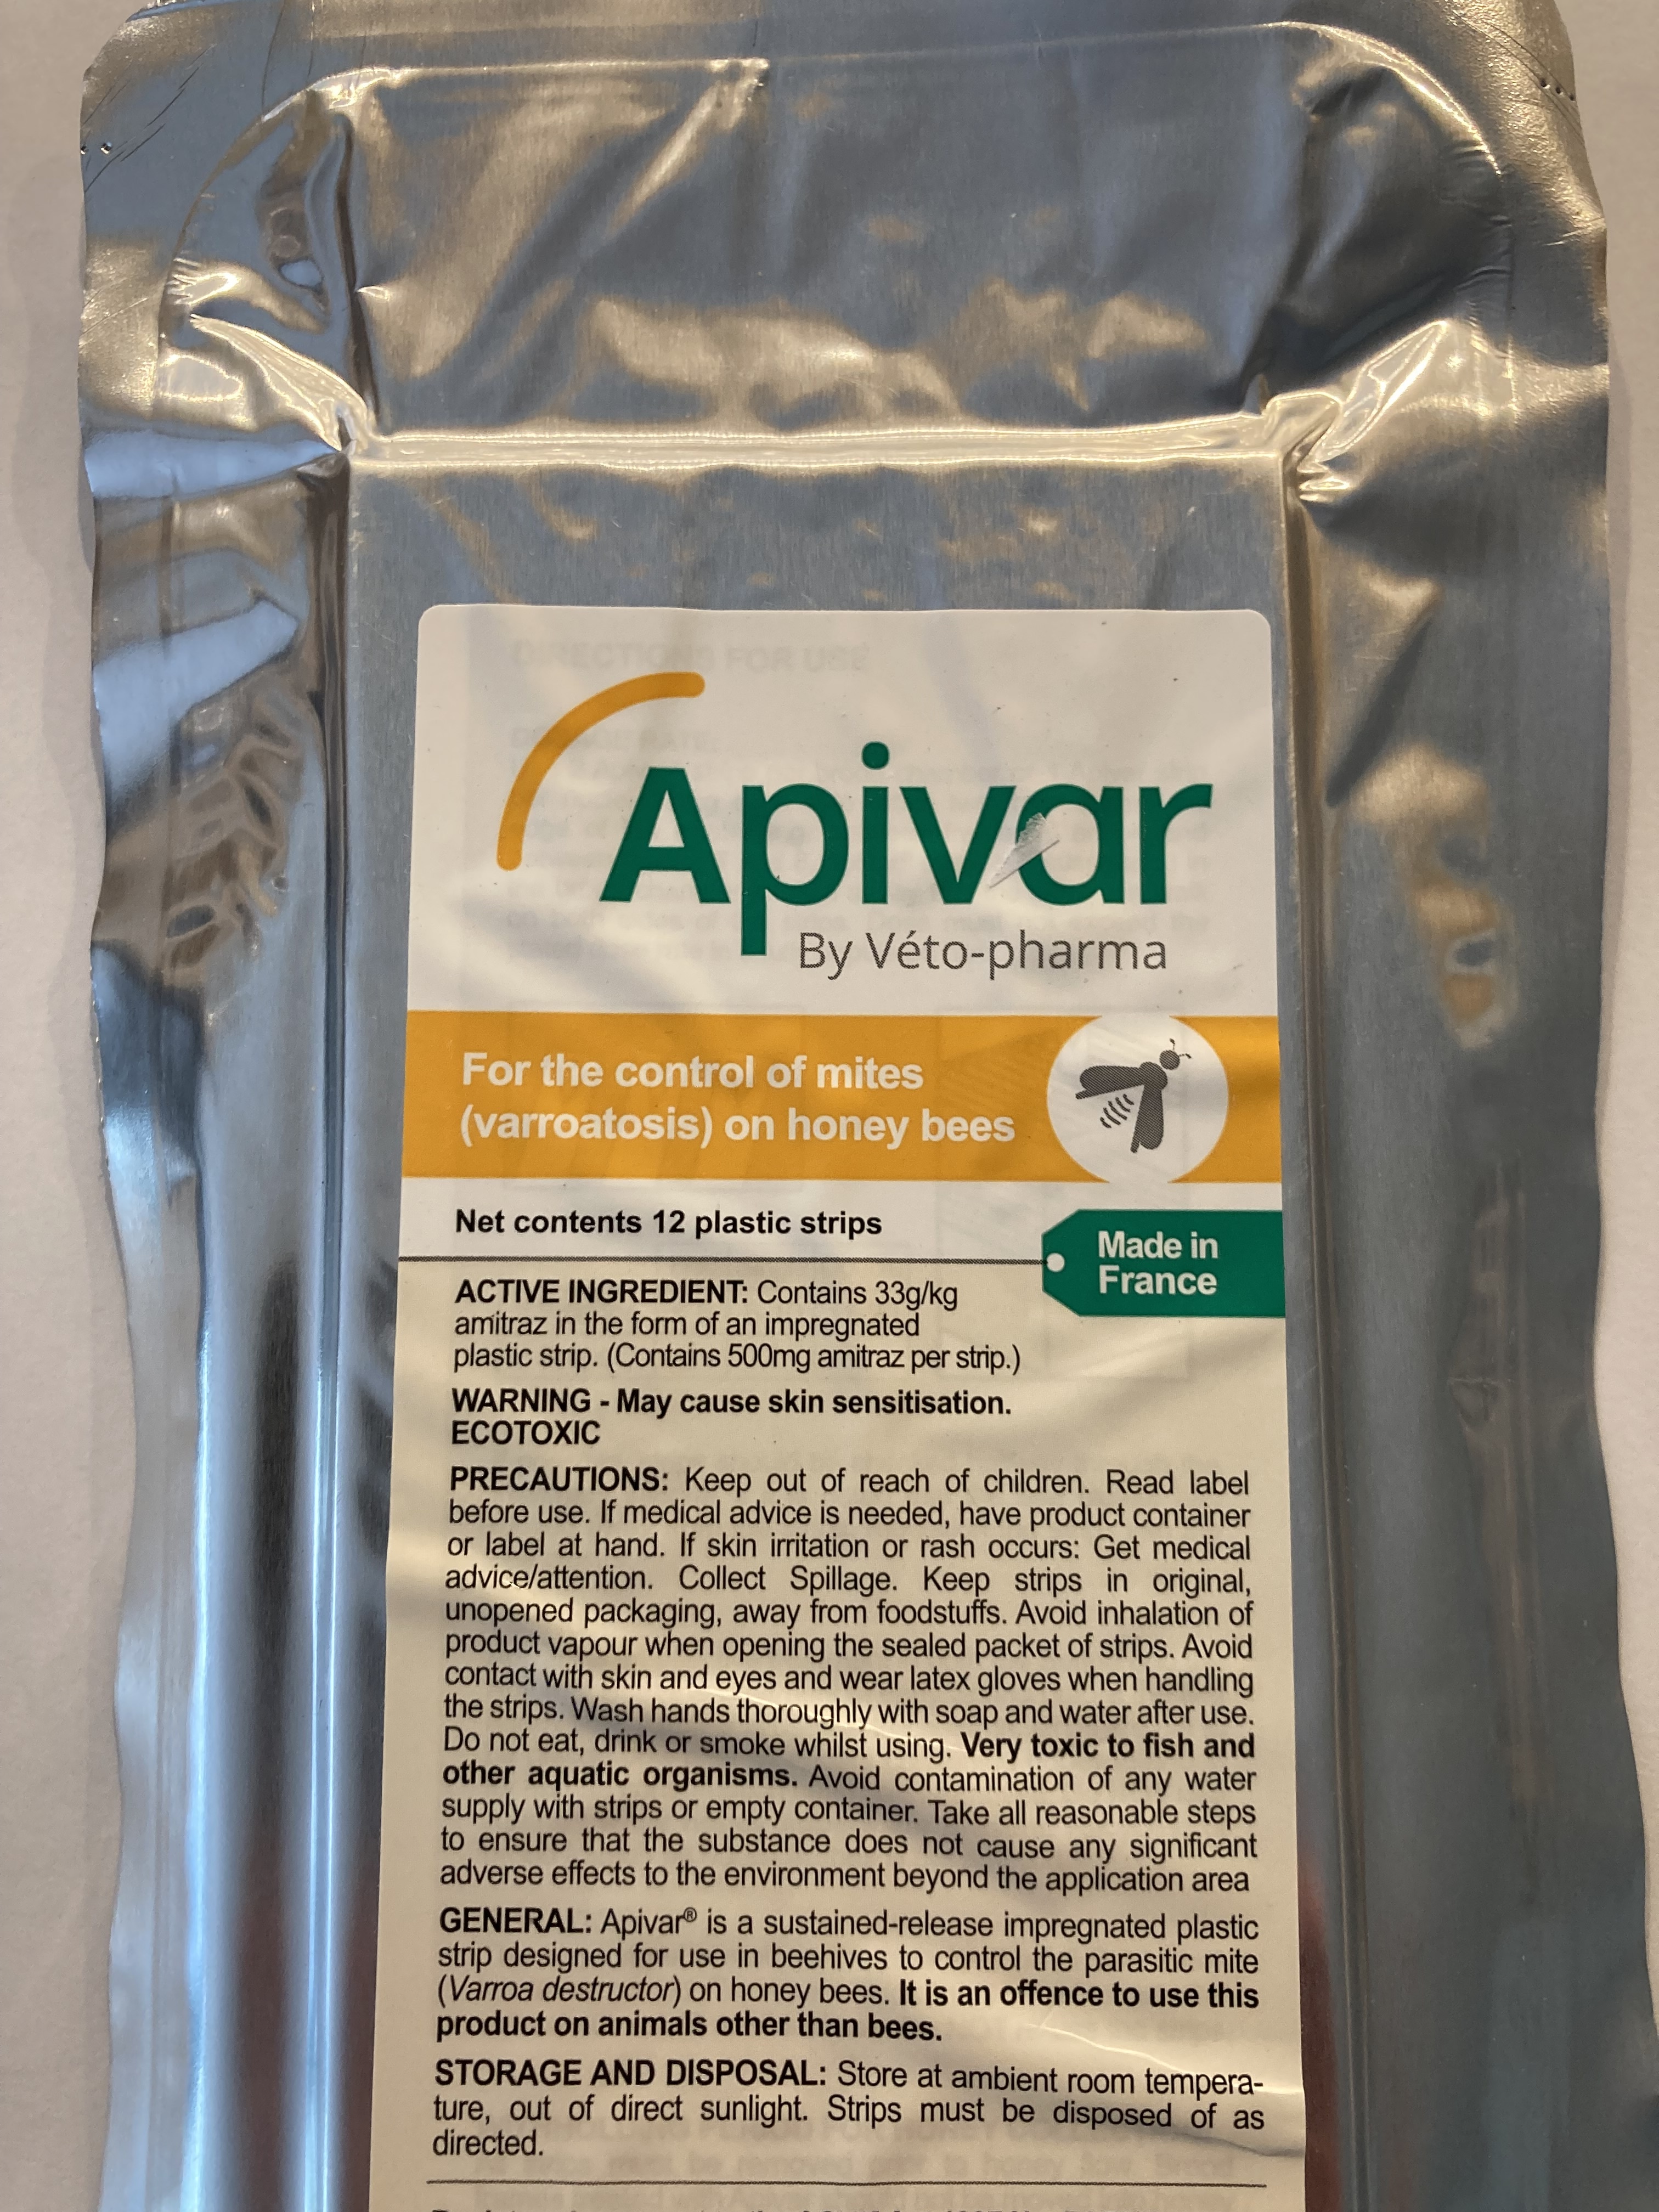 Apivar
By Véto-pharma
For the control of mites
(varroatosis) on honey bees
Net contents 12 plastic strips
Made in
France
ACTIVE INGREDIENT: Contains 33g/kg
amitraz in the form of an impregnated
plastic strip. (Contains 500mg amitraz per strip.)
WARNING - May cause skin sensitisation.
ECOTOXIC
PRECAUTIONS: Keep out of reach of children. Read label
before use. If medical advice is needed, have product container
or label at hand. If skin irritation or rash occurs: Get medical
advice/attention. Collect Spillage. Keep strips in original,
unopened packaging, away from foodstuffs. Avoid inhalation of
product vapour when opening the sealed packet of strips. Avoid
contact with skin and eyes and wear latex gloves when handling
the strips. Wash hands thoroughly with soap and water after use.
Do not eat, drink or smoke whilst using. Very toxic to fish and
other aquatic organisms. Avoid contamination of any water
supply with strips or empty container. Take all reasonable steps
to ensure that the substance does not cause any significant
adverse effects to the environment beyond the application area
GENERAL: Apivar® is a sustained-release impregnated plastic
strip designed for use in beehives to control the parasitic mite
(Varroa destructor) on honey bees. It is an offence to use this
product on animals other than bees.
STORAGE AND DISPOSAL: Store at ambient room tempera-
ture, out of direct sunlight. Strips must be disposed of as
directed.